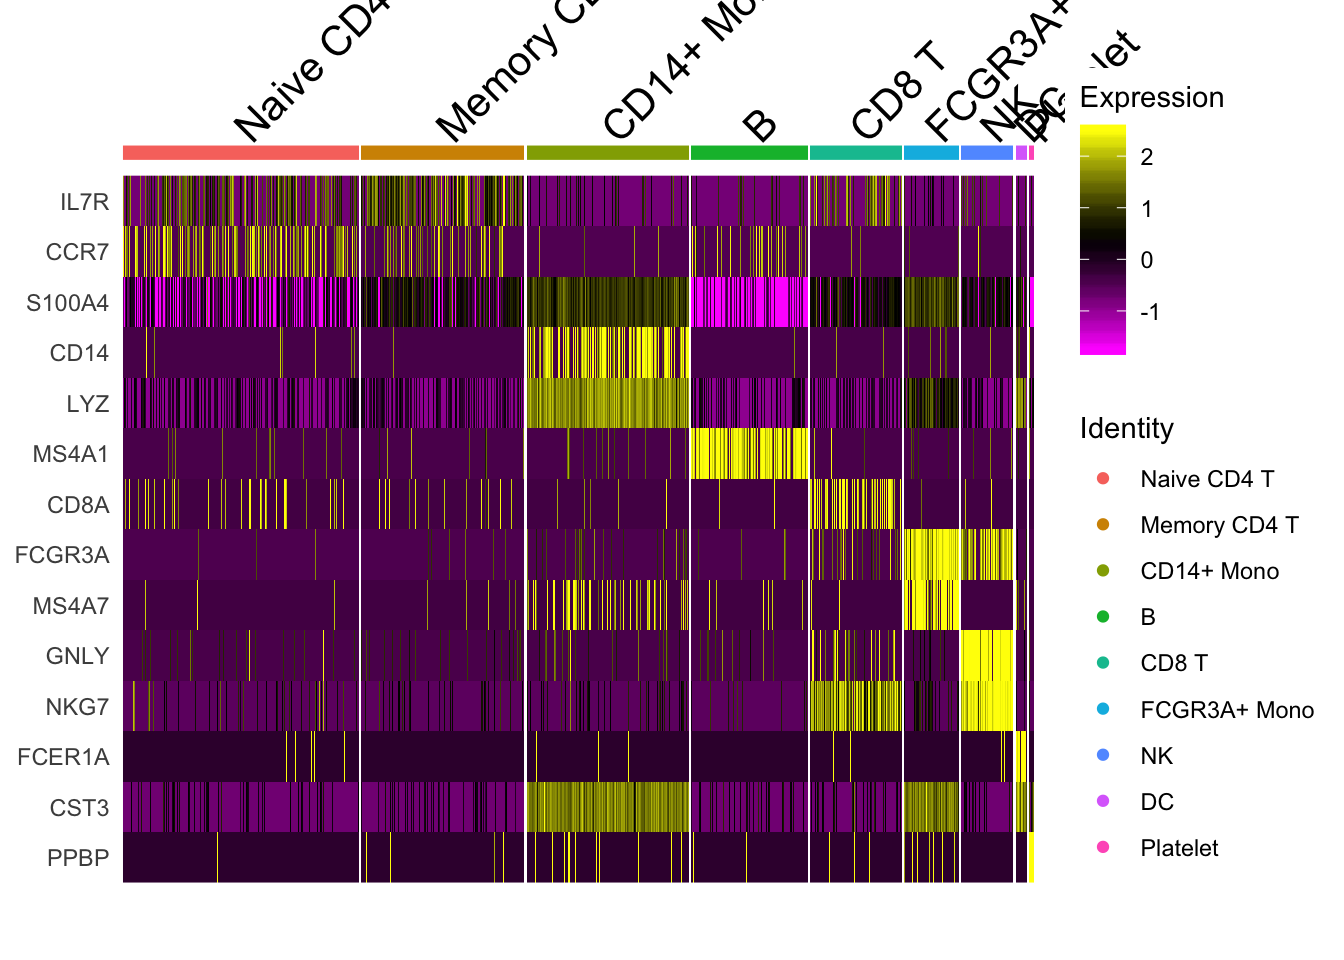 Naive CD4
Memory C
CD14+ Mo
B
CD8 T
FCGR3A+
NK
DC
let
Expression
2
1
0
-1
IL7R
CCR7
S100A4
CD14
LYZ
MS4A1
CD8A
FCGR3A
MS4A7
GNLY
NKG7
FCER1A
CST3
PPBP
Identity
Naive CD4 T
Memory CD4 T
CD14+ Mono
B
CD8 T
FCGR3A+ Mono
NK
DC
Platelet